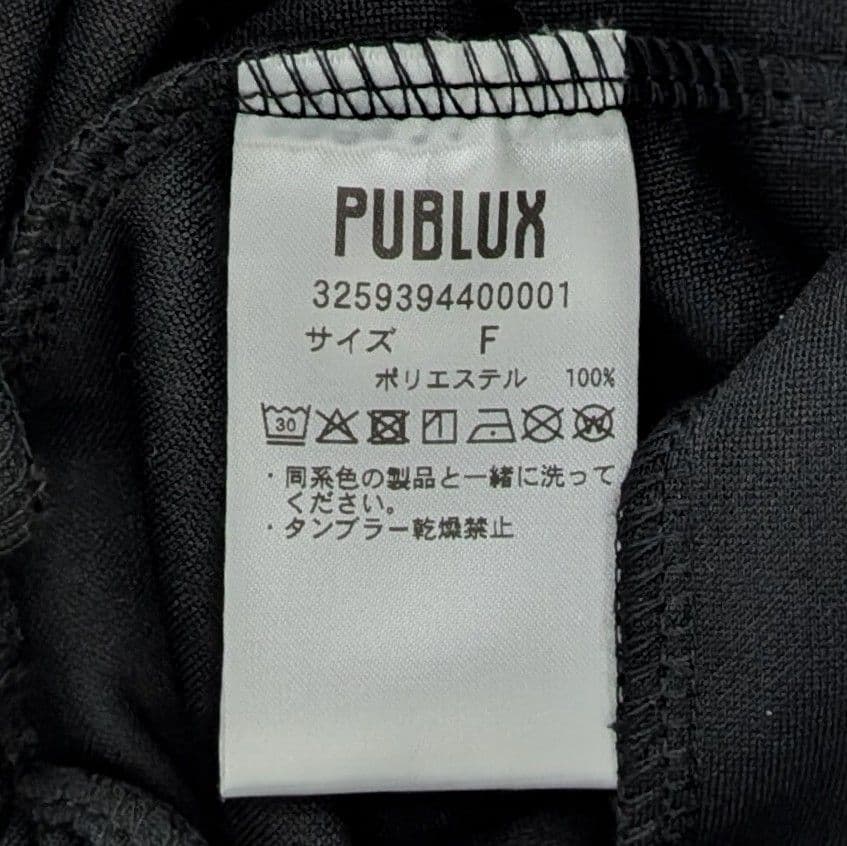 PUBLUX
3259394400001
サイズ F
ポリエステル 100%
30
・同系色の製品と一緒に洗って
ください。
・タンブラー乾燥禁止